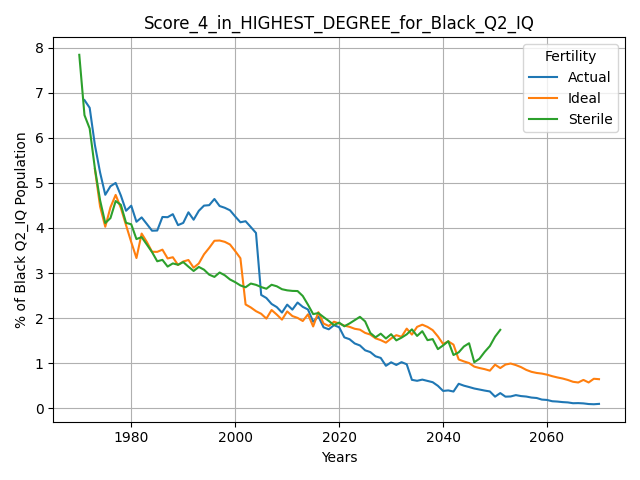 Score_4_in_HIGHEST_DEGREE_for_Black_Q2_IQ
% of Black Q2_IQ Population
8
7
6
5
4
3
2
1
0
Fertility
Actual
Ideal
Sterile
1980
2000
2020
2040
2060
Years